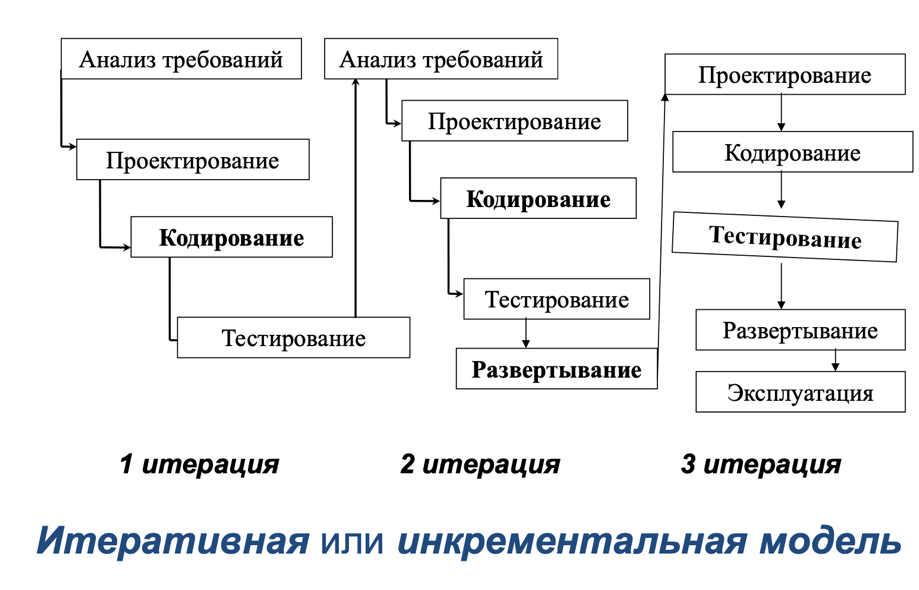 Анализ требований
Проектирование
Кодирование
Тестирование
Анализ требований
Проектирование
Кодирование
Тестирование
Развертывание
Проектирование
Кодирование
Тестирование
Развертывание
Эксплуатация
1 итерация
2 итерация
3 итерация
Итеративная или инкрементальная модель